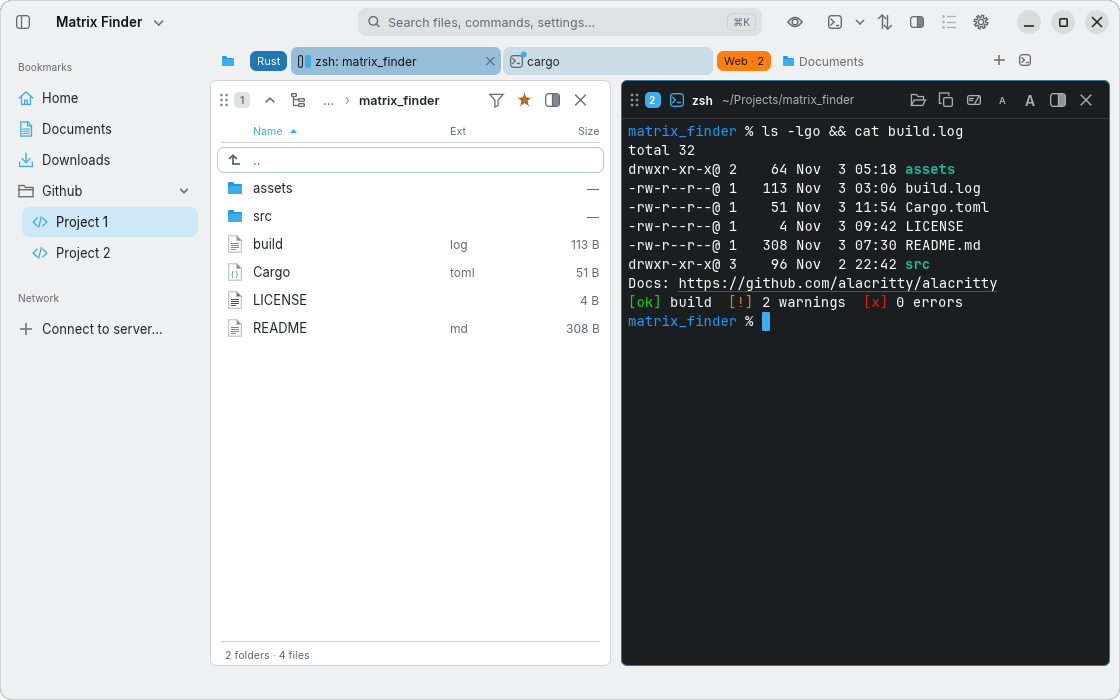 Matrix Finder
Search files, commands, settings... ⌘K
Bookmarks
Home
Documents
Downloads
Github
Project 1
Project 2
Network
Connect to server...
Rust
zsh: matrix_finder
cargo
Web · 2
Documents
1 ... › matrix_finder
Name Ext Size
..
assets —
src —
build log 113 B
Cargo toml 51 B
LICENSE 4 B
README md 308 B
2 folders · 4 files
2 zsh ~/Projects/matrix_finder A A
matrix_finder % ls -lgo && cat build.log
total 32
drwxr-xr-x@ 2    64 Nov  3 05:18 assets
-rw-r--r--@ 1   113 Nov  3 03:06 build.log
-rw-r--r--@ 1    51 Nov  3 11:54 Cargo.toml
-rw-r--r--@ 1     4 Nov  3 09:42 LICENSE
-rw-r--r--@ 1   308 Nov  3 07:30 README.md
drwxr-xr-x@ 3    96 Nov  2 22:42 src
Docs: https://github.com/alacritty/alacritty
[ok] build  [!] 2 warnings  [x] 0 errors
matrix_finder %